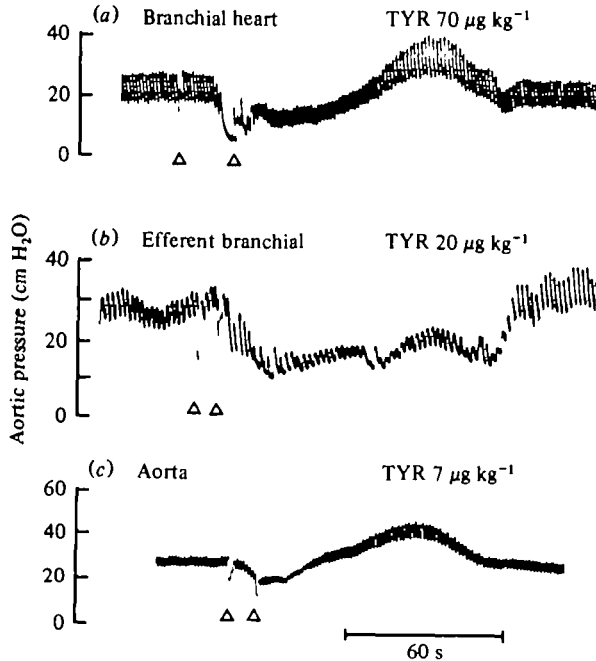 (a) Branchial heart TYR 70 μg kg⁻¹
40
20
0
Δ Δ
(b) Efferent branchial TYR 20 μg kg⁻¹
40
20
0
Δ Δ
Aortic pressure (cm H₂O)
(c) Aorta TYR 7 μg kg⁻¹
60
40
20
0
Δ Δ
60 s